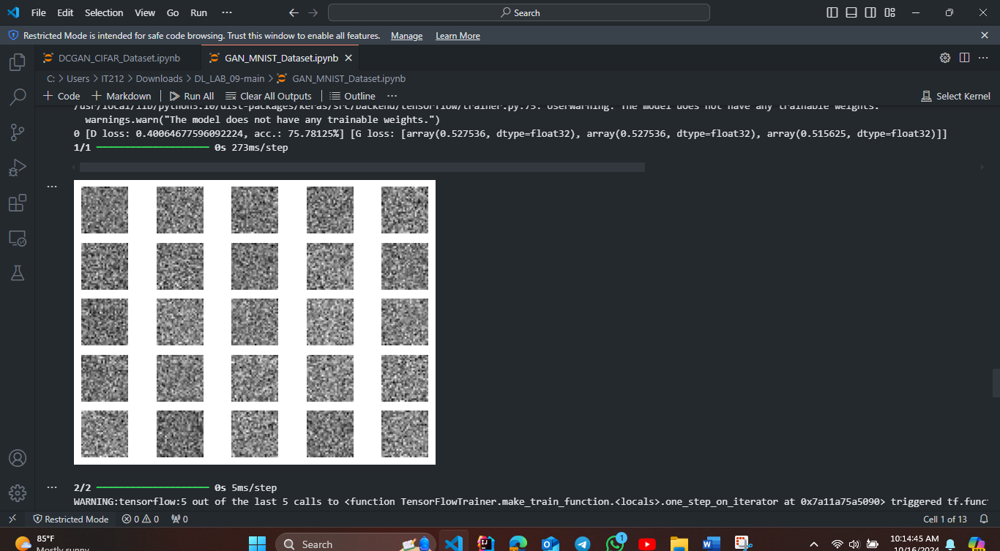 File Edit Selection View Go Run ··· Search
Restricted Mode is intended for safe code browsing. Trust this window to enable all features. Manage Learn More
DCGAN_CIFAR_Dataset.ipynb GAN_MNIST_Dataset.ipynb
C: > Users > IT212 > Downloads > DL_LAB_09-main > GAN_MNIST_Dataset.ipynb
+ Code + Markdown Run All Clear All Outputs Outline ··· Select Kernel
/usr/local/lib/python3.10/dist-packages/keras/src/backend/tensorflow/trainer.py:75: UserWarning: The model does not have any trainable weights.
warnings.warn("The model does not have any trainable weights.")
0 [D loss: 0.40064677596092224, acc.: 75.78125%] [G loss: [array(0.527536, dtype=float32), array(0.527536, dtype=float32), array(0.515625, dtype=float32)]]
1/1 0s 273ms/step
2/2 0s 5ms/step
WARNING:tensorflow:5 out of the last 5 calls to <function TensorFlowTrainer.make_train_function.<locals>.one_step_on_iterator at 0x7a11a75a5090> triggered tf.funct
Restricted Mode 0 0 0 Cell 1 of 13
85°F
Mostly sunny
Search
1
10:14:45 AM
10/16/2024